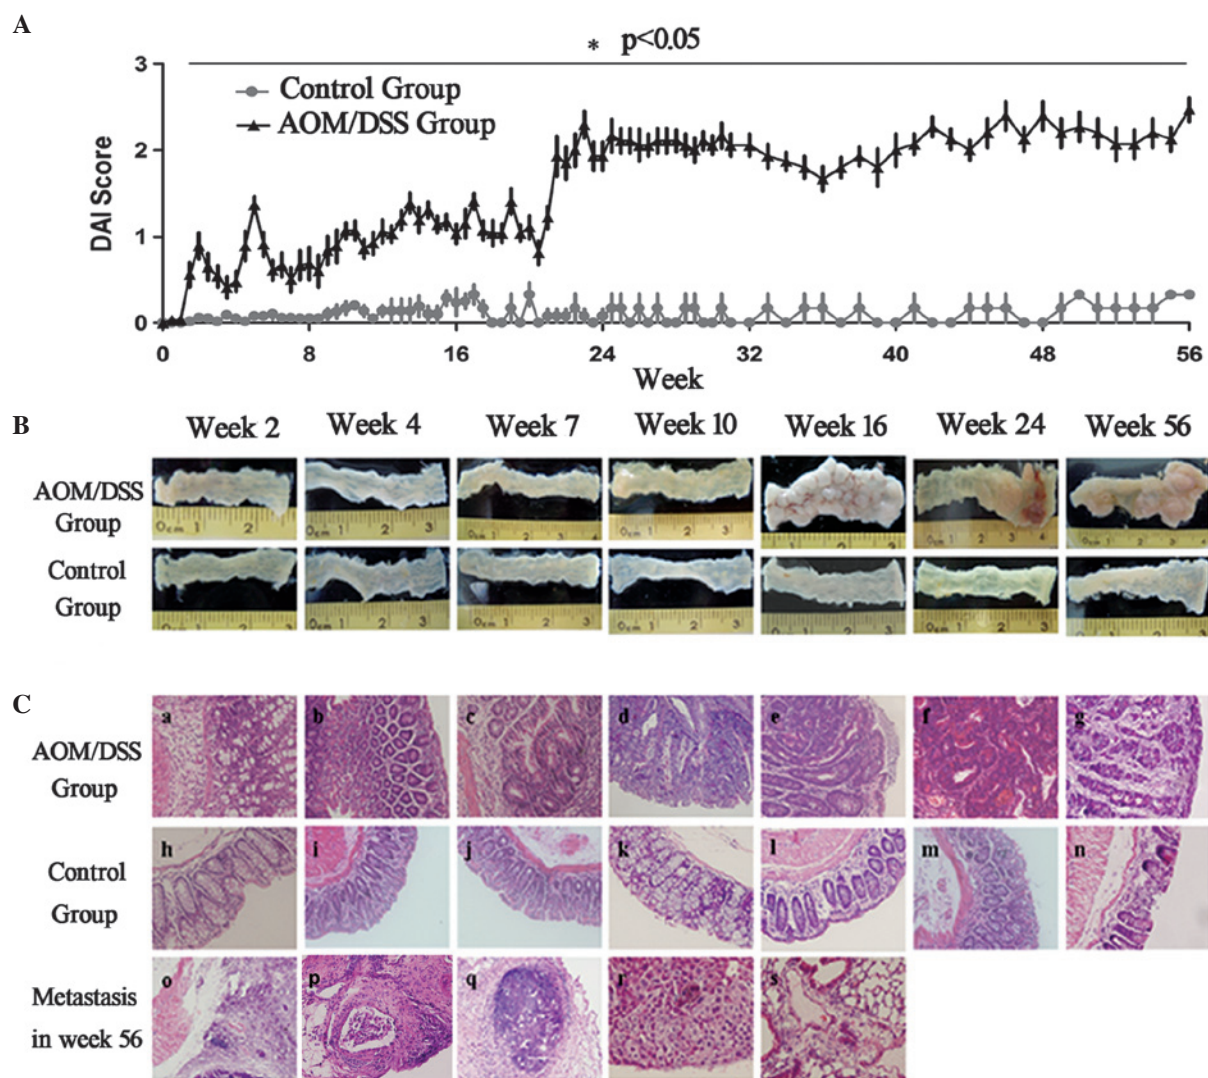 A
* p<0.05
3
Control Group
AOM/DSS Group
2
DAI Score
1
0
0 8 16 24 32 40 48 56
Week
B
Week 2 Week 4 Week 7 Week 10 Week 16 Week 24 Week 56
AOM/DSS
Group
Control
Group
C
AOM/DSS
Group
a b c d e f g
Control
Group
h i j k l m n
Metastasis
in week 56
o p q r s